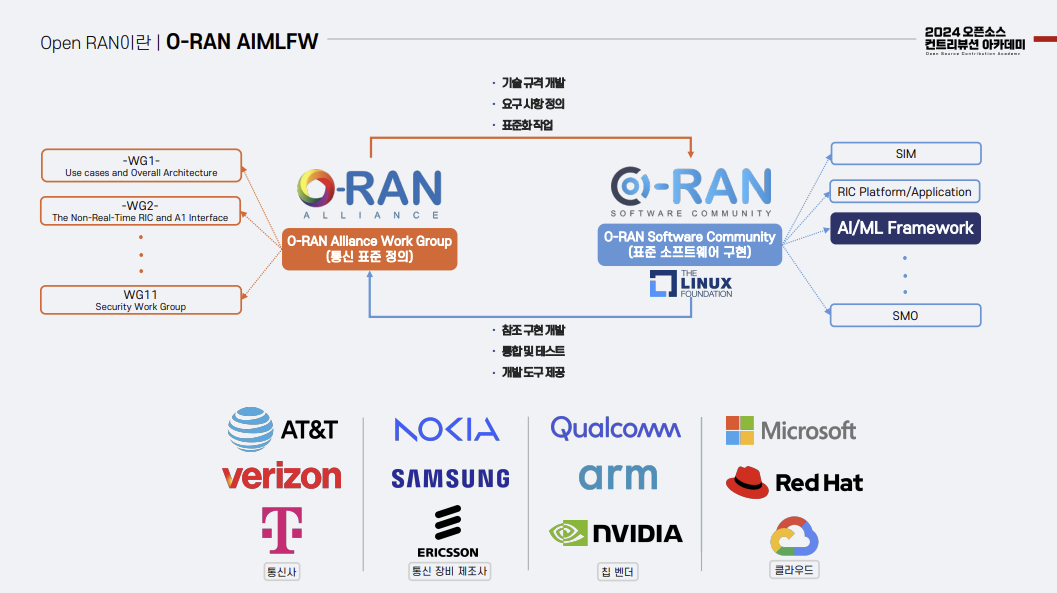 Open RAN이란 | O-RAN AIMLFW
2024 오픈소스
컨트리뷰션 아카데미
Open Source Contribution Academy
· 기술 규격 개발
· 요구 사항 정의
· 표준화 작업
-WG1-
Use cases and Overall Architecture
-WG2-
The Non-Real-Time RIC and A1 Interface
WG11
Security Work Group
O-RAN
ALLIANCE
O-RAN Alliance Work Group
(통신 표준 정의)
O-RAN
SOFTWARE COMMUNITY
O-RAN Software Community
(표준 소프트웨어 구현)
THE
LINUX
FOUNDATION
SIM
RIC Platform/Application
AI/ML Framework
SMO
· 참조 구현 개발
· 통합 및 테스트
· 개발 도구 제공
AT&T
verizon
T
통신사
NOKIA
SAMSUNG
ERICSSON
통신 장비 제조사
Qualcomm
arm
NVIDIA
칩 벤더
Microsoft
Red Hat
클라우드